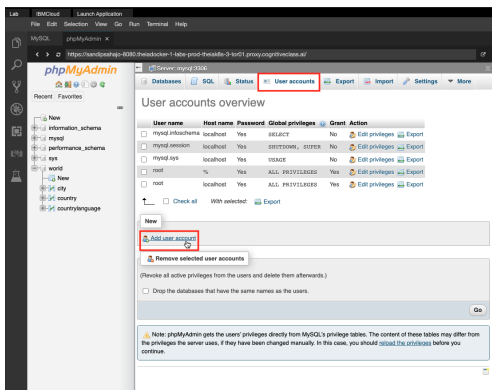 Lab IBMCloud Launch Application
File Edit Selection View Go Run Terminal Help
MySQL phpMyAdmin ×
https://sandipsahajo-8080.theiadocker-1-labs-prod-theiak8s-3-tor01.proxy.cognitiveclass.ai/
phpMyAdmin
Recent Favorites
New
information_schema
mysql
performance_schema
sys
world
New
city
country
countrylanguage
Server: mysql:3306
Databases SQL Status User accounts Export Import Settings More
User accounts overview
User name Host name Password Global privileges Grant Action
mysql.infoschema localhost Yes SELECT No Edit privileges Export
mysql.session localhost Yes SHUTDOWN, SUPER No Edit privileges Export
mysql.sys localhost Yes USAGE No Edit privileges Export
root % Yes ALL PRIVILEGES Yes Edit privileges Export
root localhost Yes ALL PRIVILEGES Yes Edit privileges Export
Check all With selected: Export
New
Add user account
Remove selected user accounts
(Revoke all active privileges from the users and delete them afterwards.)
Drop the databases that have the same names as the users.
Go
Note: phpMyAdmin gets the users' privileges directly from MySQL's privilege tables. The content of these tables may differ from
the privileges the server uses, if they have been changed manually. In this case, you should reload the privileges before you
continue.